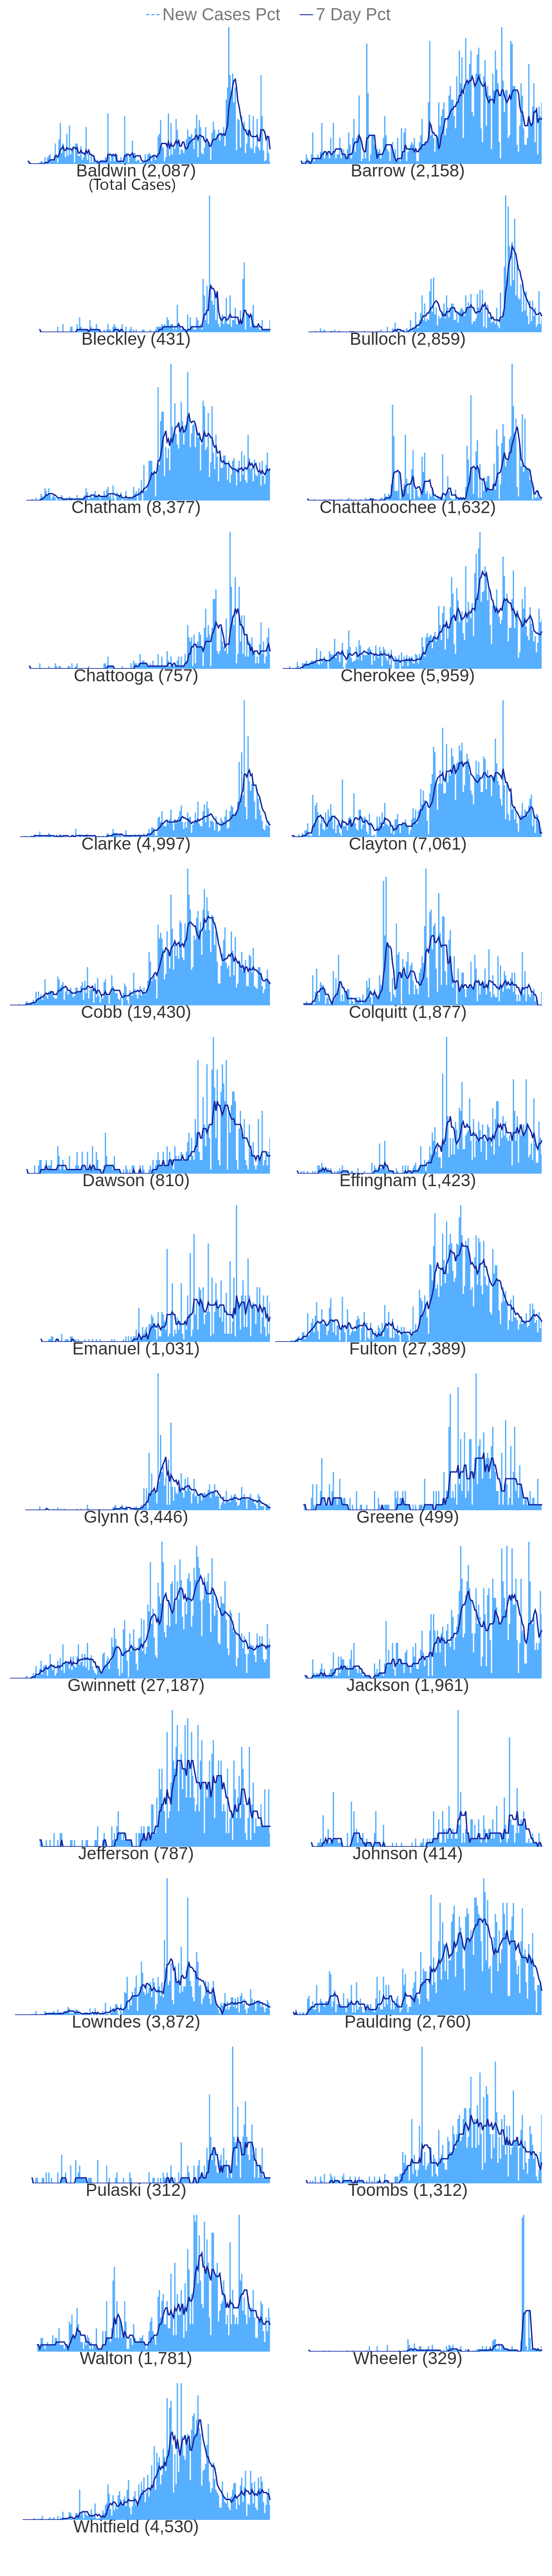 New Cases Pct 7 Day Pct
Baldwin (2,087) Barrow (2,158)
(Total Cases)
Bleckley (431) Bulloch (2,859)
Chatham (8,377) Chattahoochee (1,632)
Chattooga (757) Cherokee (5,959)
Clarke (4,997) Clayton (7,061)
Cobb (19,430) Colquitt (1,877)
Dawson (810) Effingham (1,423)
Emanuel (1,031) Fulton (27,389)
Glynn (3,446) Greene (499)
Gwinnett (27,187) Jackson (1,961)
Jefferson (787) Johnson (414)
Lowndes (3,872) Paulding (2,760)
Pulaski (312) Toombs (1,312)
Walton (1,781) Wheeler (329)
Whitfield (4,530)